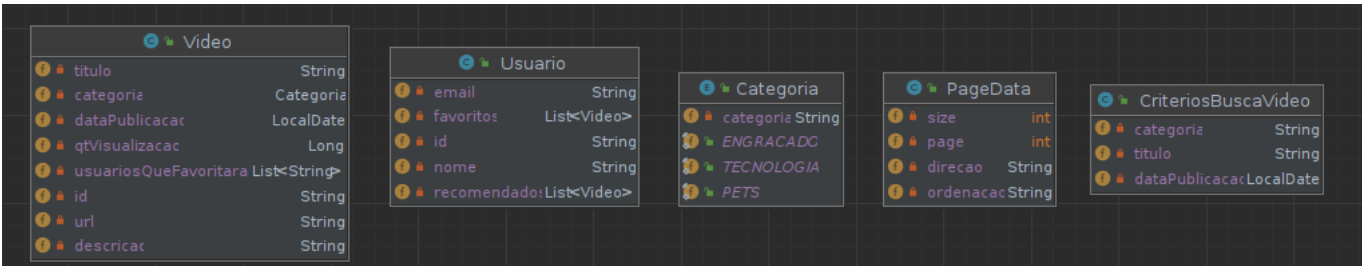 Video
titulo String
categoria Categoria
dataPublicacac LocalDate
qtVisualizacac Long
usuariosQueFavoritara List<String>
id String
url String
descricac String
Usuario
email String
favoritos List<Video>
id String
nome String
recomendados List<Video>
Categoria
categoria String
ENGRACADO
TECNOLOGIA
PETS
PageData
size int
page int
direcao String
ordenacac String
CriteriosBuscaVideo
categoria String
titulo String
dataPublicacac LocalDate